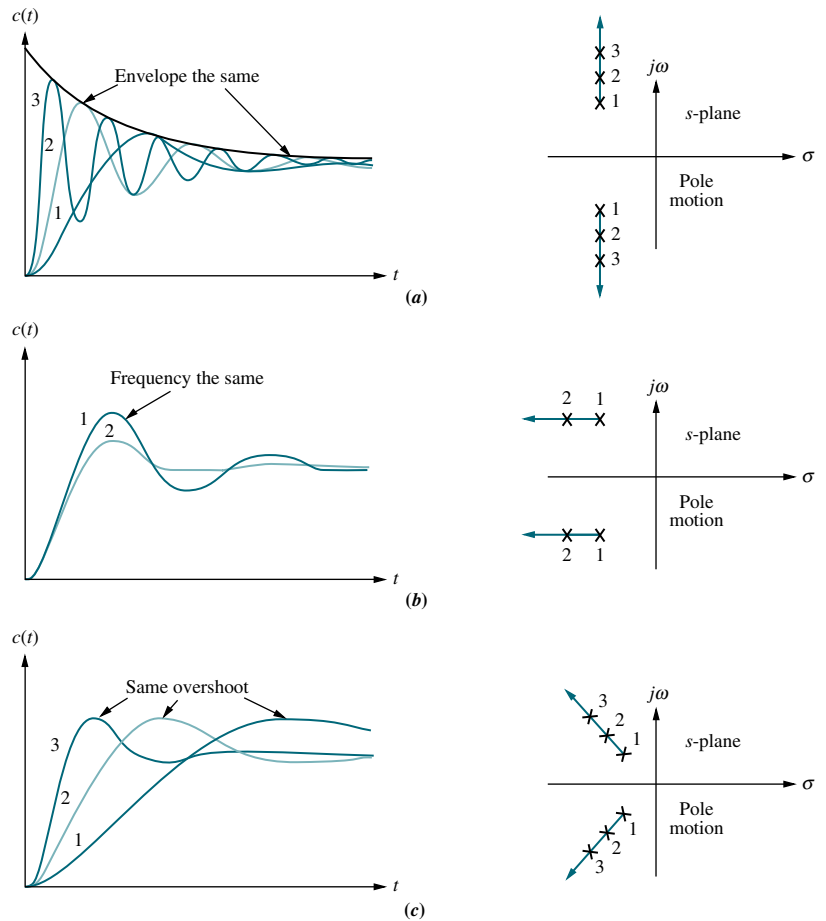 c(t)
Envelope the same
3
2
1
t
jω
3
2
1
s-plane
σ
Pole
motion
1
2
3
(a)
c(t)
Frequency the same
1
2
t
jω
2 1
s-plane
σ
Pole
motion
2 1
(b)
c(t)
Same overshoot
3
2
1
t
jω
3
2
1
s-plane
σ
Pole
motion
1
2
3
(c)